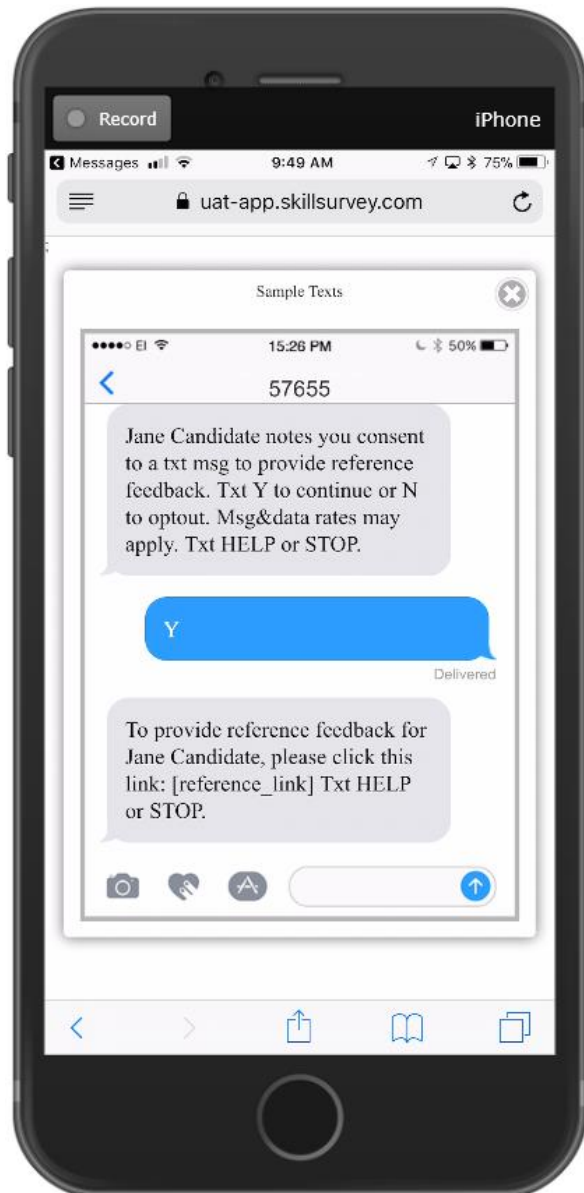 Record
iPhone
Messages 9:49 AM 75%
uat-app.skillsurvey.com
;
Sample Texts
EI 15:26 PM 50%
57655
Jane Candidate notes you consent
to a txt msg to provide reference
feedback. Txt Y to continue or N
to optout. Msg&data rates may
apply. Txt HELP or STOP.
Y
Delivered
To provide reference feedback for
Jane Candidate, please click this
link: [reference_link] Txt HELP
or STOP.